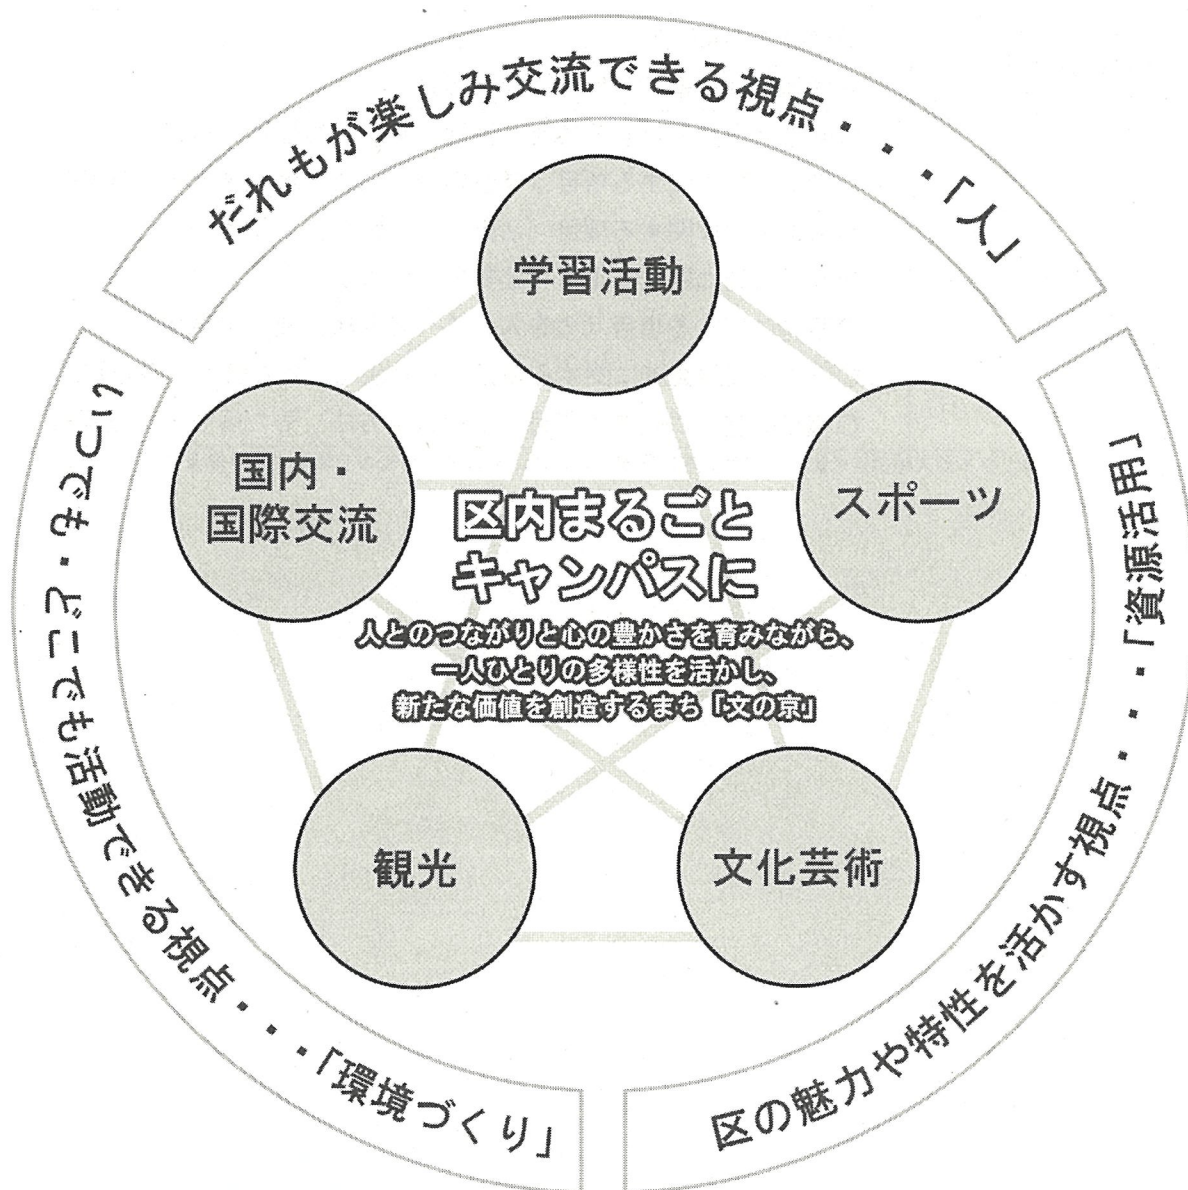 だれもが楽しみ交流できる視点・・・「人」
学習活動
国内・
国際交流
スポーツ
区内まるごと
キャンパスに
人とのつながりと心の豊かさを育みながら、
一人ひとりの多様性を活かし、
新たな価値を創造するまち「文の京」
観光
文化芸術
いつでも・どこでも活動できる視点・・・「環境づくり」
区の魅力や特性を活かす視点・・・「資源活用」